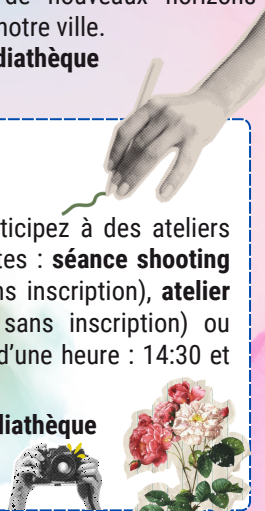 de nouveaux horizons
notre ville.
diathèque
ticipez à des ateliers
tes : séance shooting
ns inscription), atelier
sans inscription) ou
d'une heure : 14:30 et
diathèque